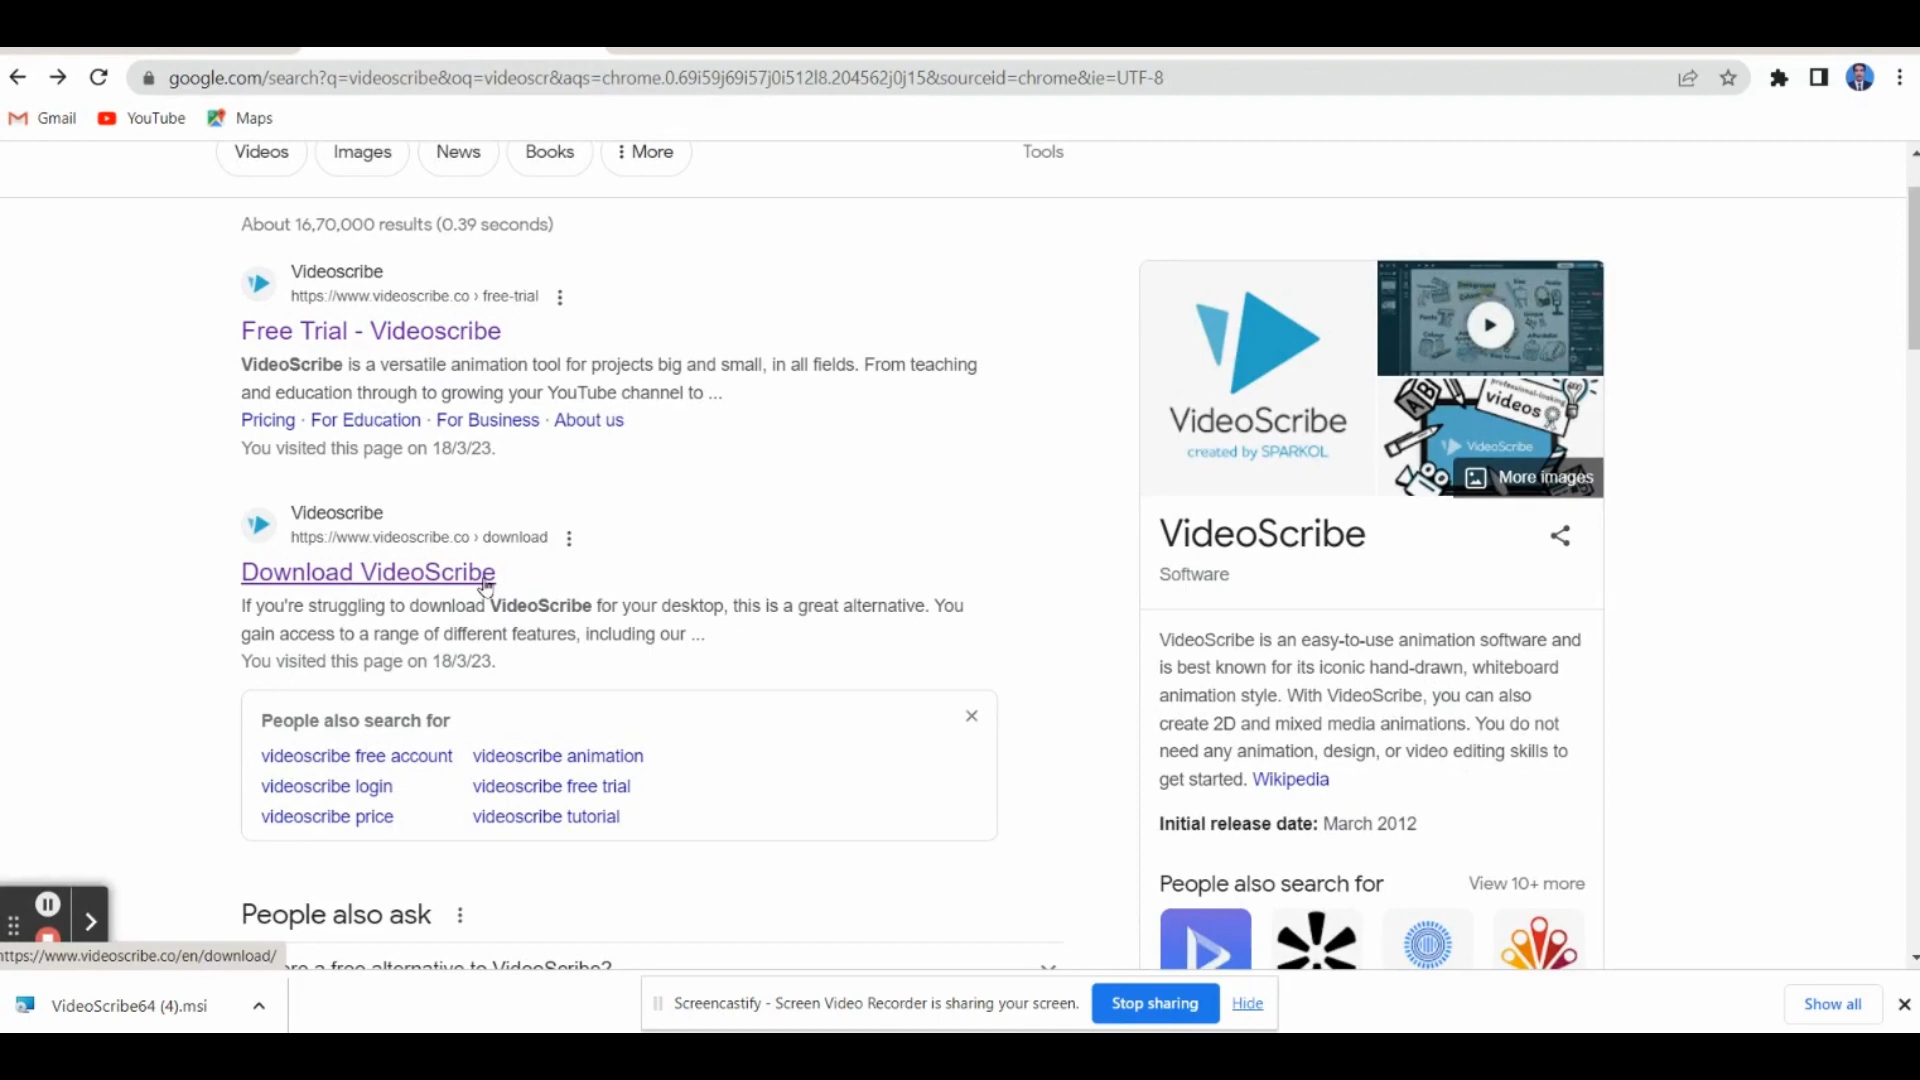 google.com/search?q=videoscribe&oq=videoscr&aqs=chrome.0.69i59j69i57j0i512l8.204562j0j15&sourceid=chrome&ie=UTF-8
Gmail YouTube Maps
Videos Images News Books More Tools
About 16,70,000 results (0.39 seconds)
Videoscribe
https://www.videoscribe.co › free-trial
Free Trial - Videoscribe
VideoScribe is a versatile animation tool for projects big and small, in all fields. From teaching
and education through to growing your YouTube channel to ...
Pricing · For Education · For Business · About us
You visited this page on 18/3/23.
Videoscribe
https://www.videoscribe.co › download
Download VideoScribe
If you're struggling to download VideoScribe for your desktop, this is a great alternative. You
gain access to a range of different features, including our ...
You visited this page on 18/3/23.
People also search for
videoscribe free account videoscribe animation
videoscribe login videoscribe free trial
videoscribe price videoscribe tutorial
People also ask
re a free alternative to VideoScribe?
VideoScribe
created by SPARKOL
professional-looking
videos
VideoScribe
More images
VideoScribe
Software
VideoScribe is an easy-to-use animation software and
is best known for its iconic hand-drawn, whiteboard
animation style. With VideoScribe, you can also
create 2D and mixed media animations. You do not
need any animation, design, or video editing skills to
get started. Wikipedia
Initial release date: March 2012
People also search for View 10+ more
https://www.videoscribe.co/en/download/
VideoScribe64 (4).msi
Screencastify - Screen Video Recorder is sharing your screen. Stop sharing Hide
Show all